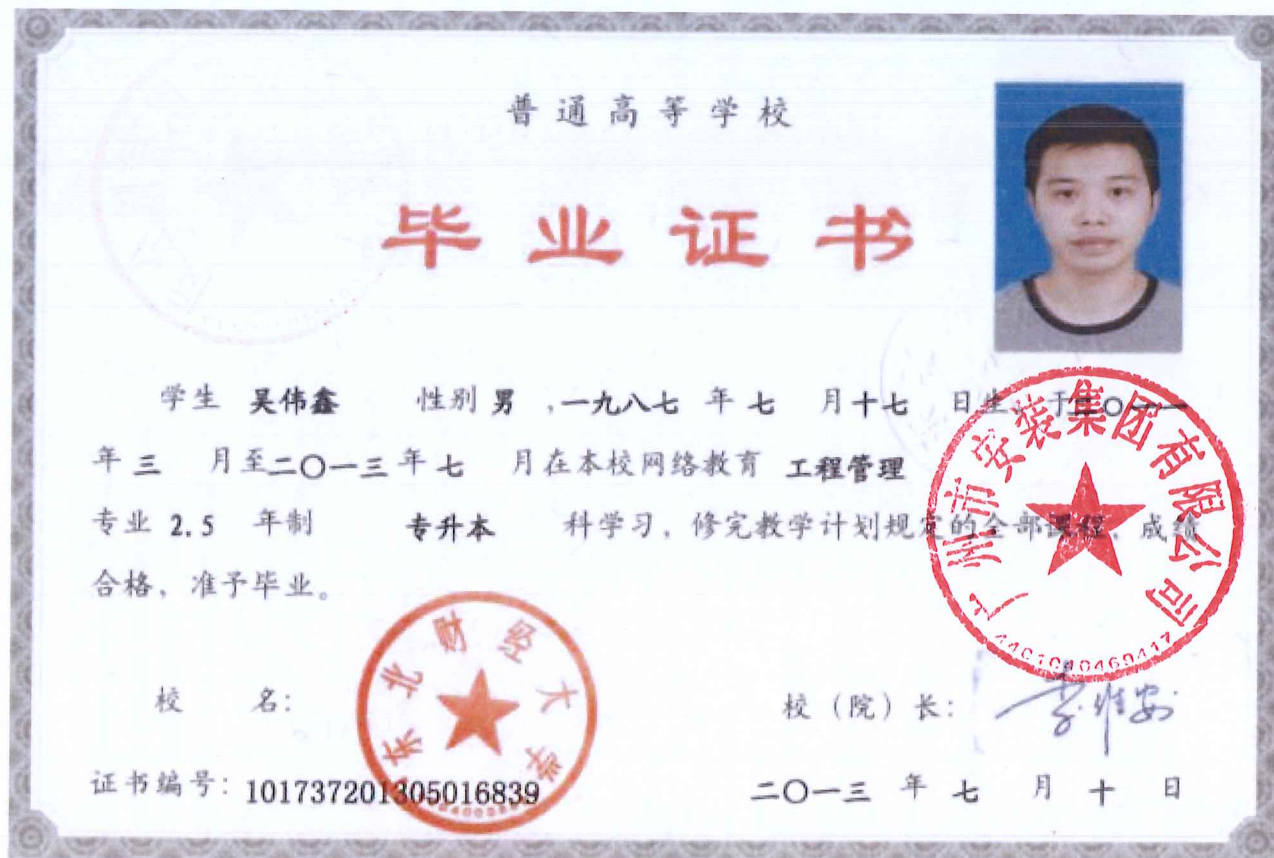 普通高等学校
毕业证书
学生 吴伟鑫 性别 男 ,一九八七 年 七 月 十七 日生,于二〇一一
年 三 月至二〇一三年 七 月在本校网络教育 工程管理
专业 2.5 年制 专升本 科学习，修完教学计划规定的全部课程，成绩
合格，准予毕业。
广州市安装集团有限公司
4401040469417
东北财经大学
校 名：
校（院）长：李维安
证书编号：101737201305016839
二〇一三 年 七 月 十 日